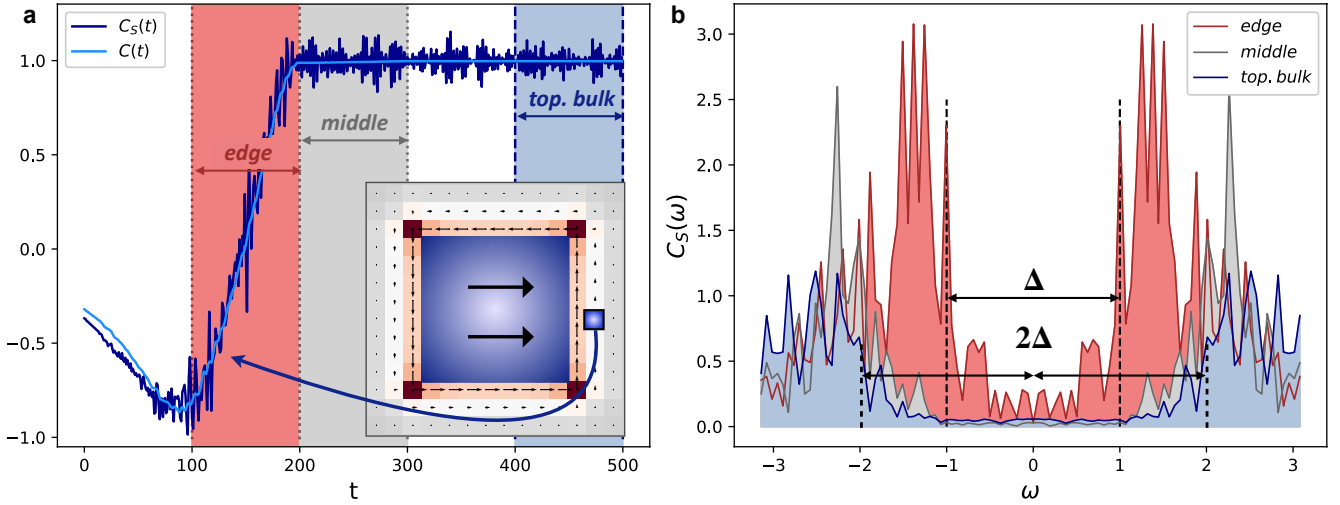 a
C_S(t)
C(t)
1.0
0.5
0.0
−0.5
−1.0
edge
middle
top. bulk
0 100 200 300 400 500
t
b
edge
middle
top. bulk
3.0
2.5
2.0
1.5
1.0
0.5
0.0
C_S(ω)
Δ
2Δ
−3 −2 −1 0 1 2 3
ω